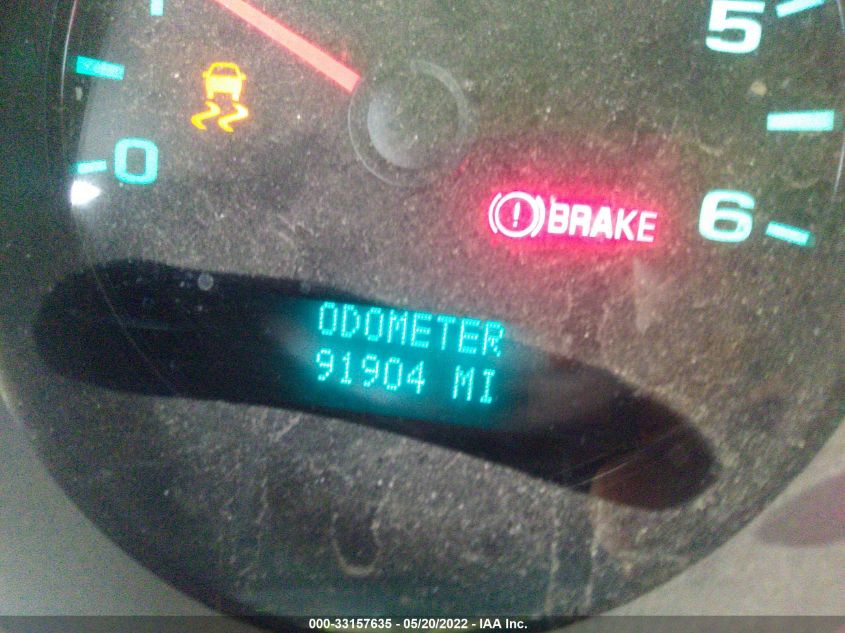 5
0
BRAKE
6
ODOMETER
91904 MI
000-33157635 - 05/20/2022 - IAA Inc.